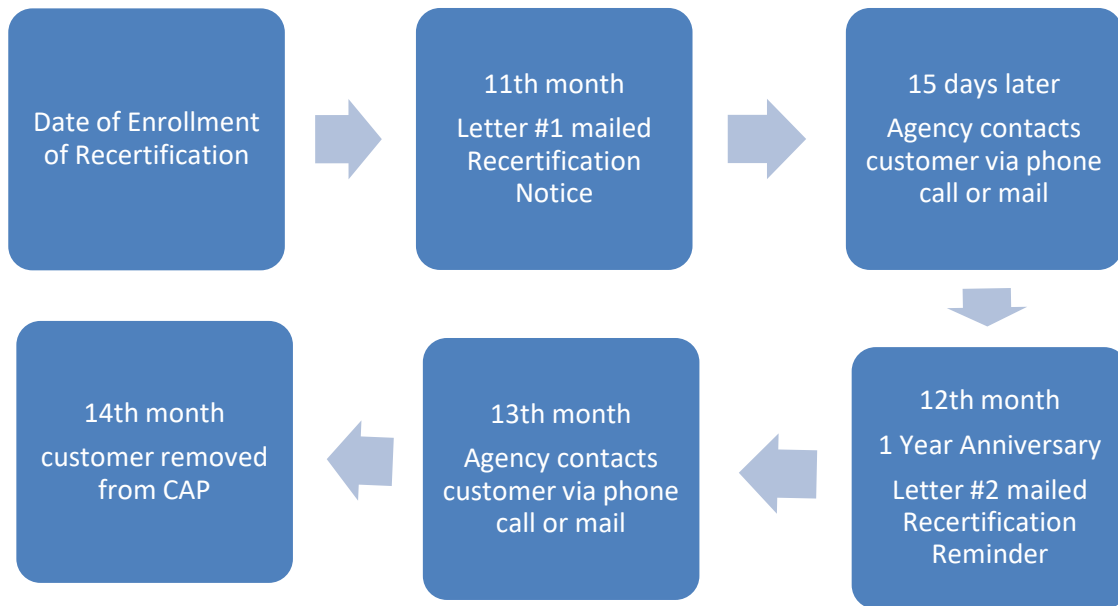 Date of Enrollment
of Recertification
11th month
Letter #1 mailed
Recertification
Notice
15 days later
Agency contacts
customer via phone
call or mail
12th month
1 Year Anniversary
Letter #2 mailed
Recertification
Reminder
13th month
Agency contacts
customer via phone
call or mail
14th month
customer removed
from CAP